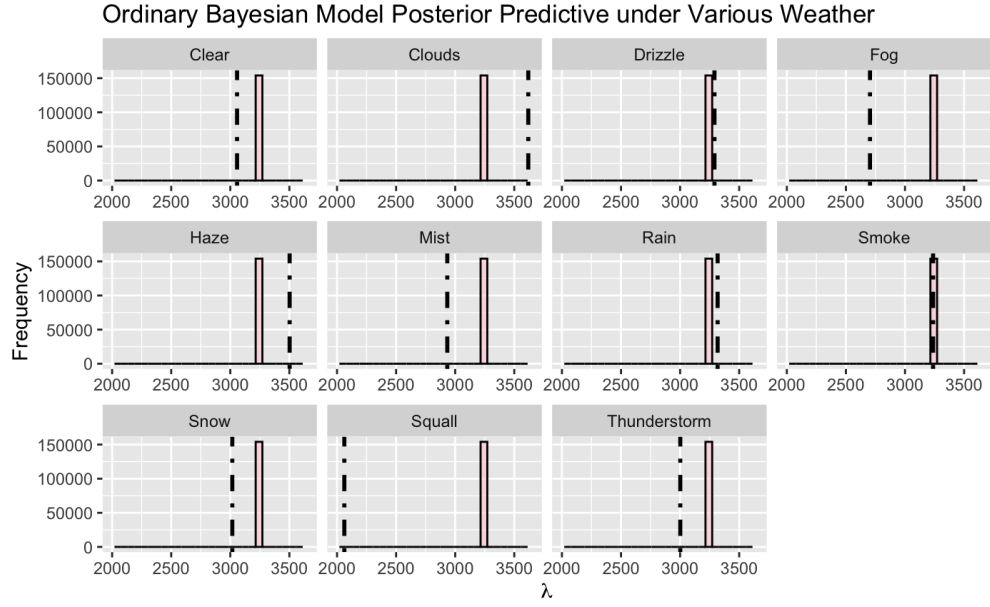 Ordinary Bayesian Model Posterior Predictive under Various Weather
Clear Clouds Drizzle Fog
150000
100000
50000
0
2000 2500 3000 3500 2000 2500 3000 3500 2000 2500 3000 3500 2000 2500 3000 3500
Haze Mist Rain Smoke
150000
100000
50000
0
2000 2500 3000 3500 2000 2500 3000 3500 2000 2500 3000 3500 2000 2500 3000 3500
Frequency
Snow Squall Thunderstorm
150000
100000
50000
0
2000 2500 3000 3500 2000 2500 3000 3500 2000 2500 3000 3500
λ